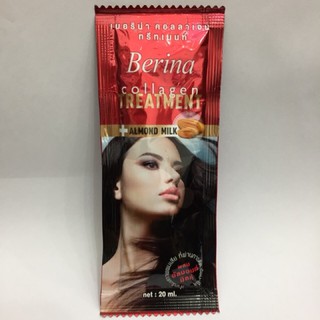 เบอริน่า คอลลาเจน
ทรีทเมนท์
Berina
collagen
TREATMENT
+ ALMOND MILK
net : 20 ml.